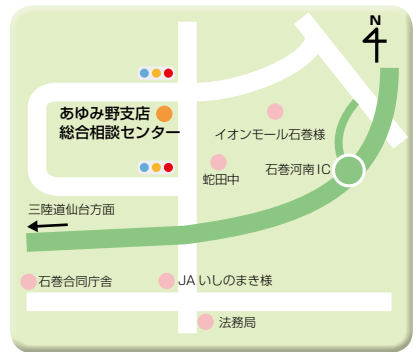 N
あゆみ野支店
総合相談センター
イオンモール石巻様
蛇田中
石巻河南IC
三陸道仙台方面
石巻合同庁舎
JAいしのまき様
法務局